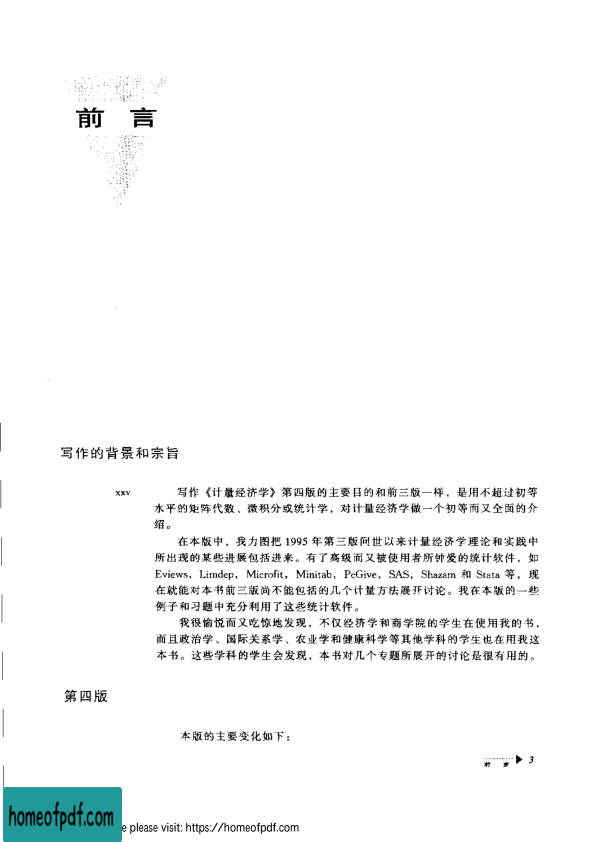 前 言
写作的背景和宗旨
xxv
写作《计量经济学》第四版的主要目的和前三版一样，是用不超过初等
水平的矩阵代数、微积分或统计学，对计量经济学做一个初等而又全面的介
绍。
在本版中，我力图把 1995 年第三版问世以来计量经济学理论和实践中
所出现的某些进展包括进来。有了高级而又被使用者所钟爱的统计软件，如
Eviews，Limdep，Microfit，Minitab，PcGive，SAS，Shazam 和 Stata 等，现
在就能对本书前三版尚不能包括的几个计量方法展开讨论。我在本版的一些
例子和习题中充分利用了这些统计软件。
我很愉悦而又吃惊地发现，不仅经济学和商学院的学生在使用我的书，
而且政治学、国际关系学、农业学和健康科学等其他学科的学生也在用我这
本书。这些学科的学生会发现，本书对几个专题所展开的讨论是很有用的。
第四版
本版的主要变化如下：
前 言 3
homeofpdf.com
e please visit: https://homeofpdf.com